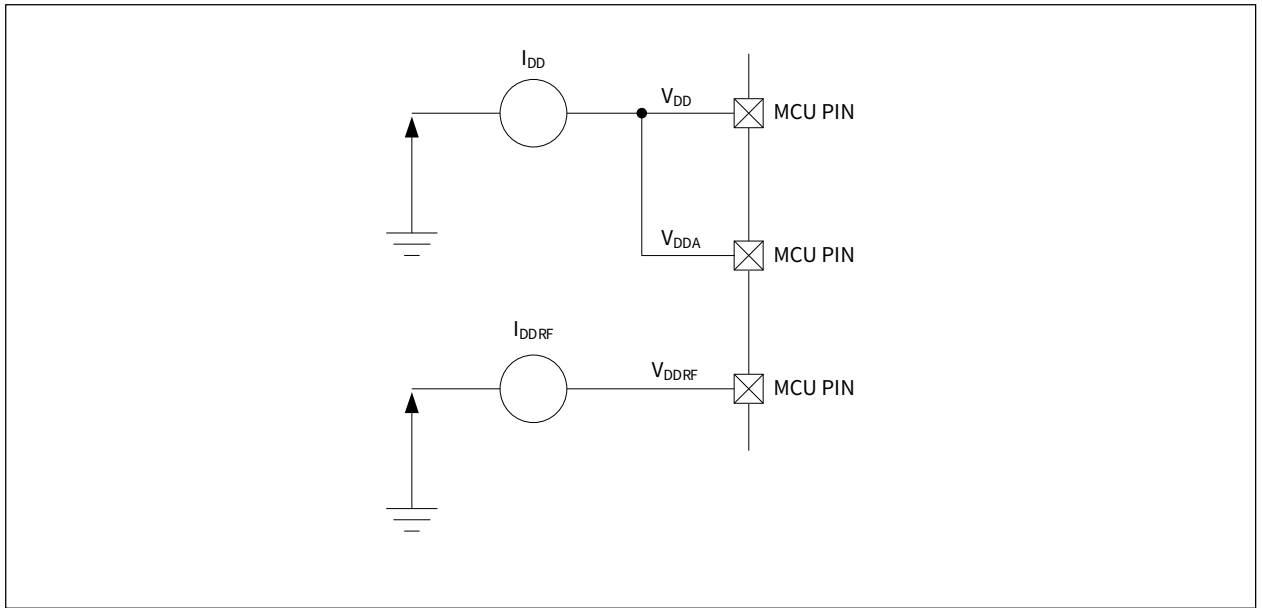 IDD
VDD
MCU PIN
VDDA
MCU PIN
IDDRF
VDDRF
MCU PIN